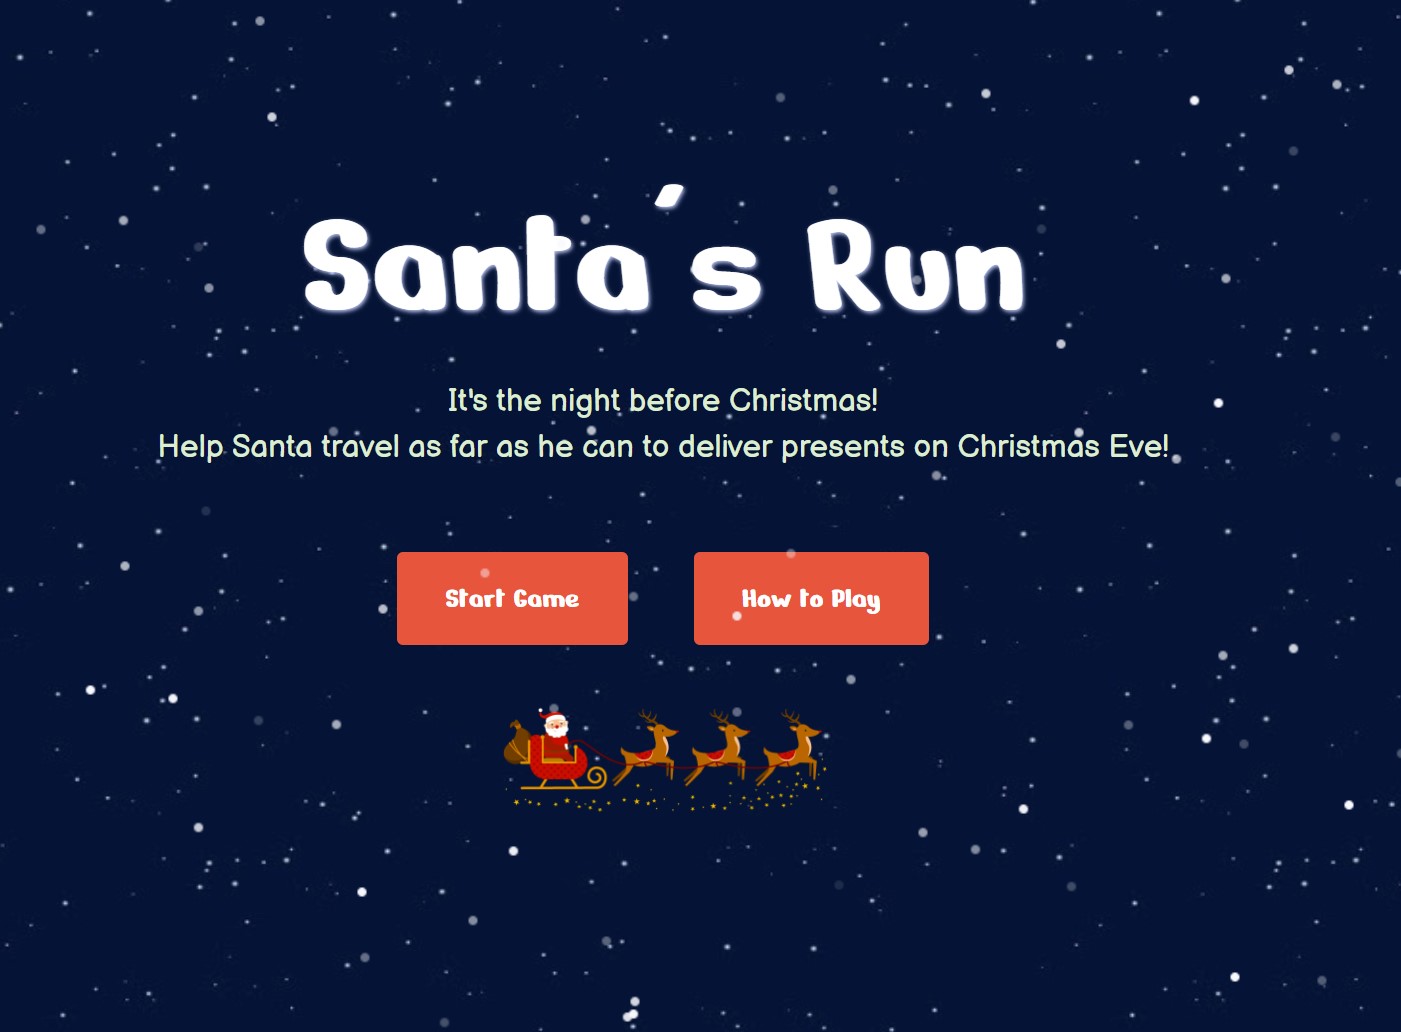 Santa´s Run
It's the night before Christmas!
Help Santa travel as far as he can to deliver presents on Christmas Eve!
Start Game
How to Play